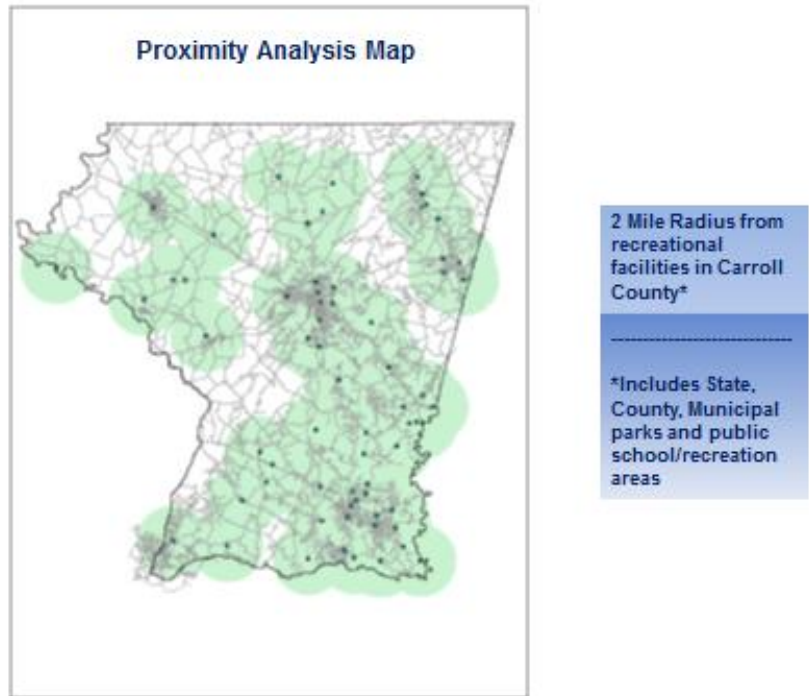 Proximity Analysis Map
2 Mile Radius from
recreational
facilities in Carroll
County*
------------------------------
*Includes State,
County, Municipal
parks and public
school/recreation
areas